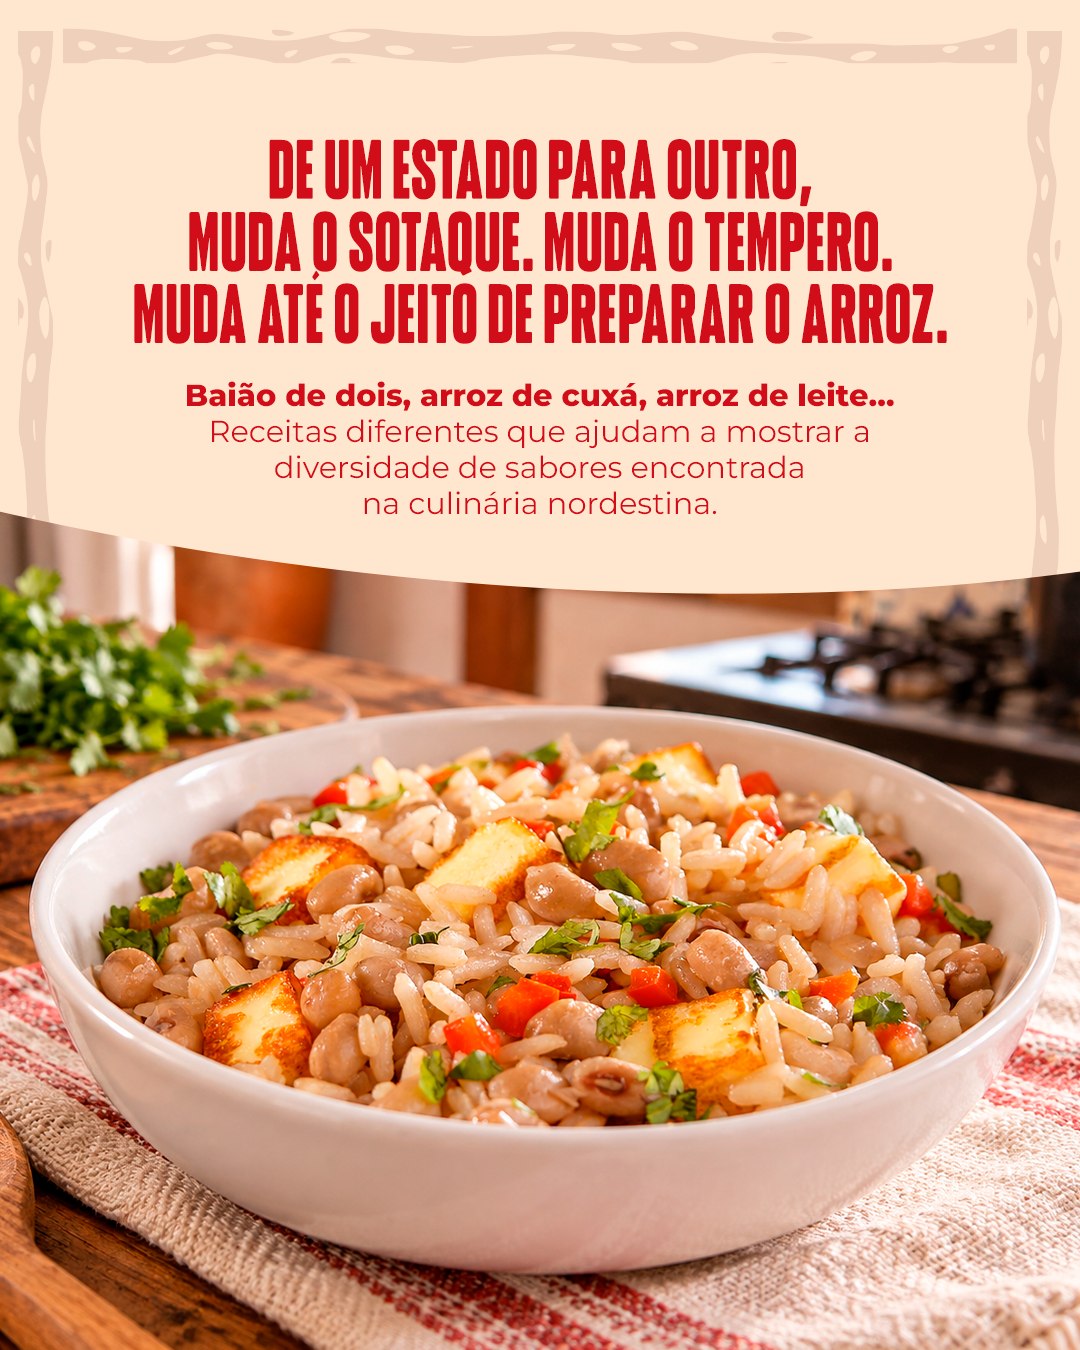 DE UM ESTADO PARA OUTRO,
MUDA O SOTAQUE. MUDA O TEMPERO.
MUDA ATÉ O JEITO DE PREPARAR O ARROZ.
Baião de dois, arroz de cuxá, arroz de leite...
Receitas diferentes que ajudam a mostrar a
diversidade de sabores encontrada
na culinária nordestina.